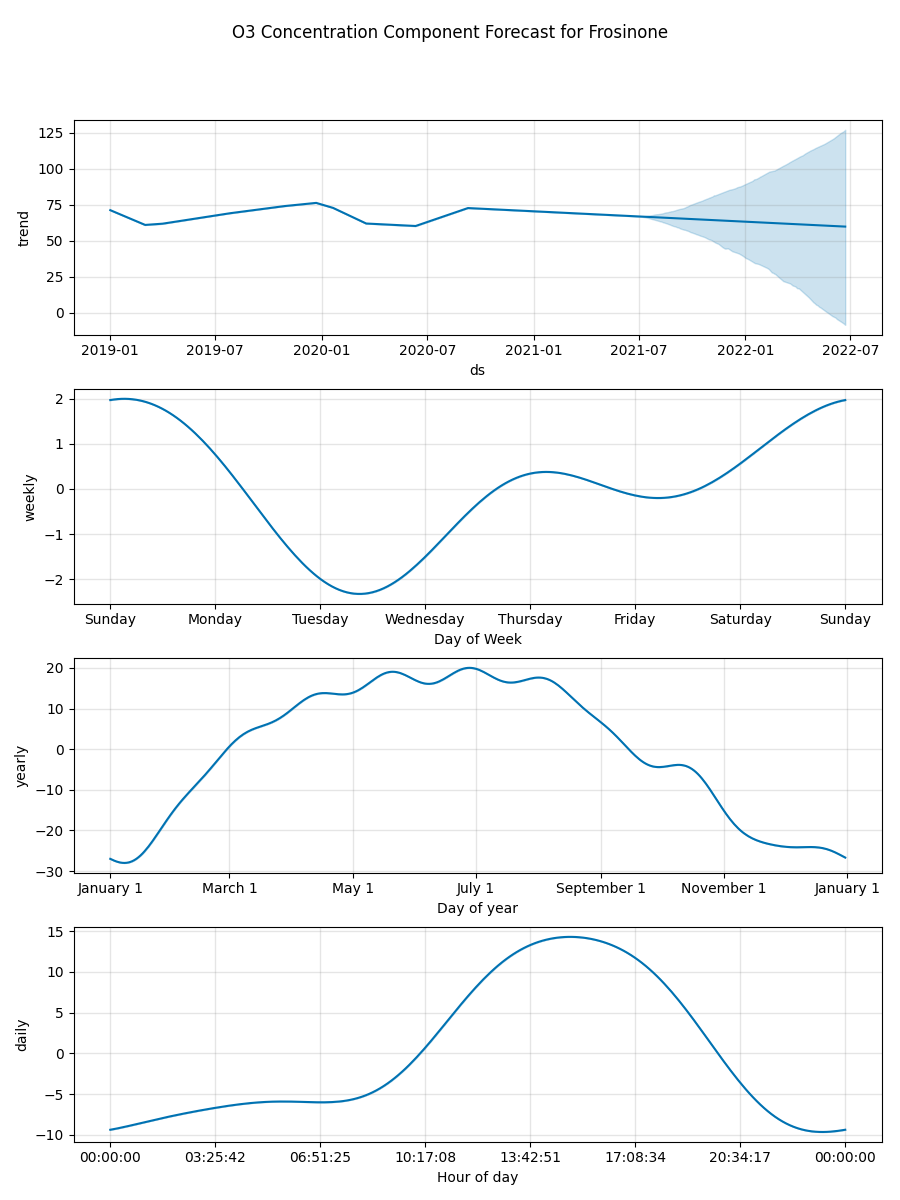 O3 Concentration Component Forecast for Frosinone
125
100
75
50
25
0
trend
2019-01 2019-07 2020-01 2020-07 2021-01 2021-07 2022-01 2022-07
ds
2
1
0
−1
−2
weekly
Sunday Monday Tuesday Wednesday Thursday Friday Saturday Sunday
Day of Week
20
10
0
−10
−20
−30
yearly
January 1 March 1 May 1 July 1 September 1 November 1 January 1
Day of year
15
10
5
0
−5
−10
daily
00:00:00 03:25:42 06:51:25 10:17:08 13:42:51 17:08:34 20:34:17 00:00:00
Hour of day